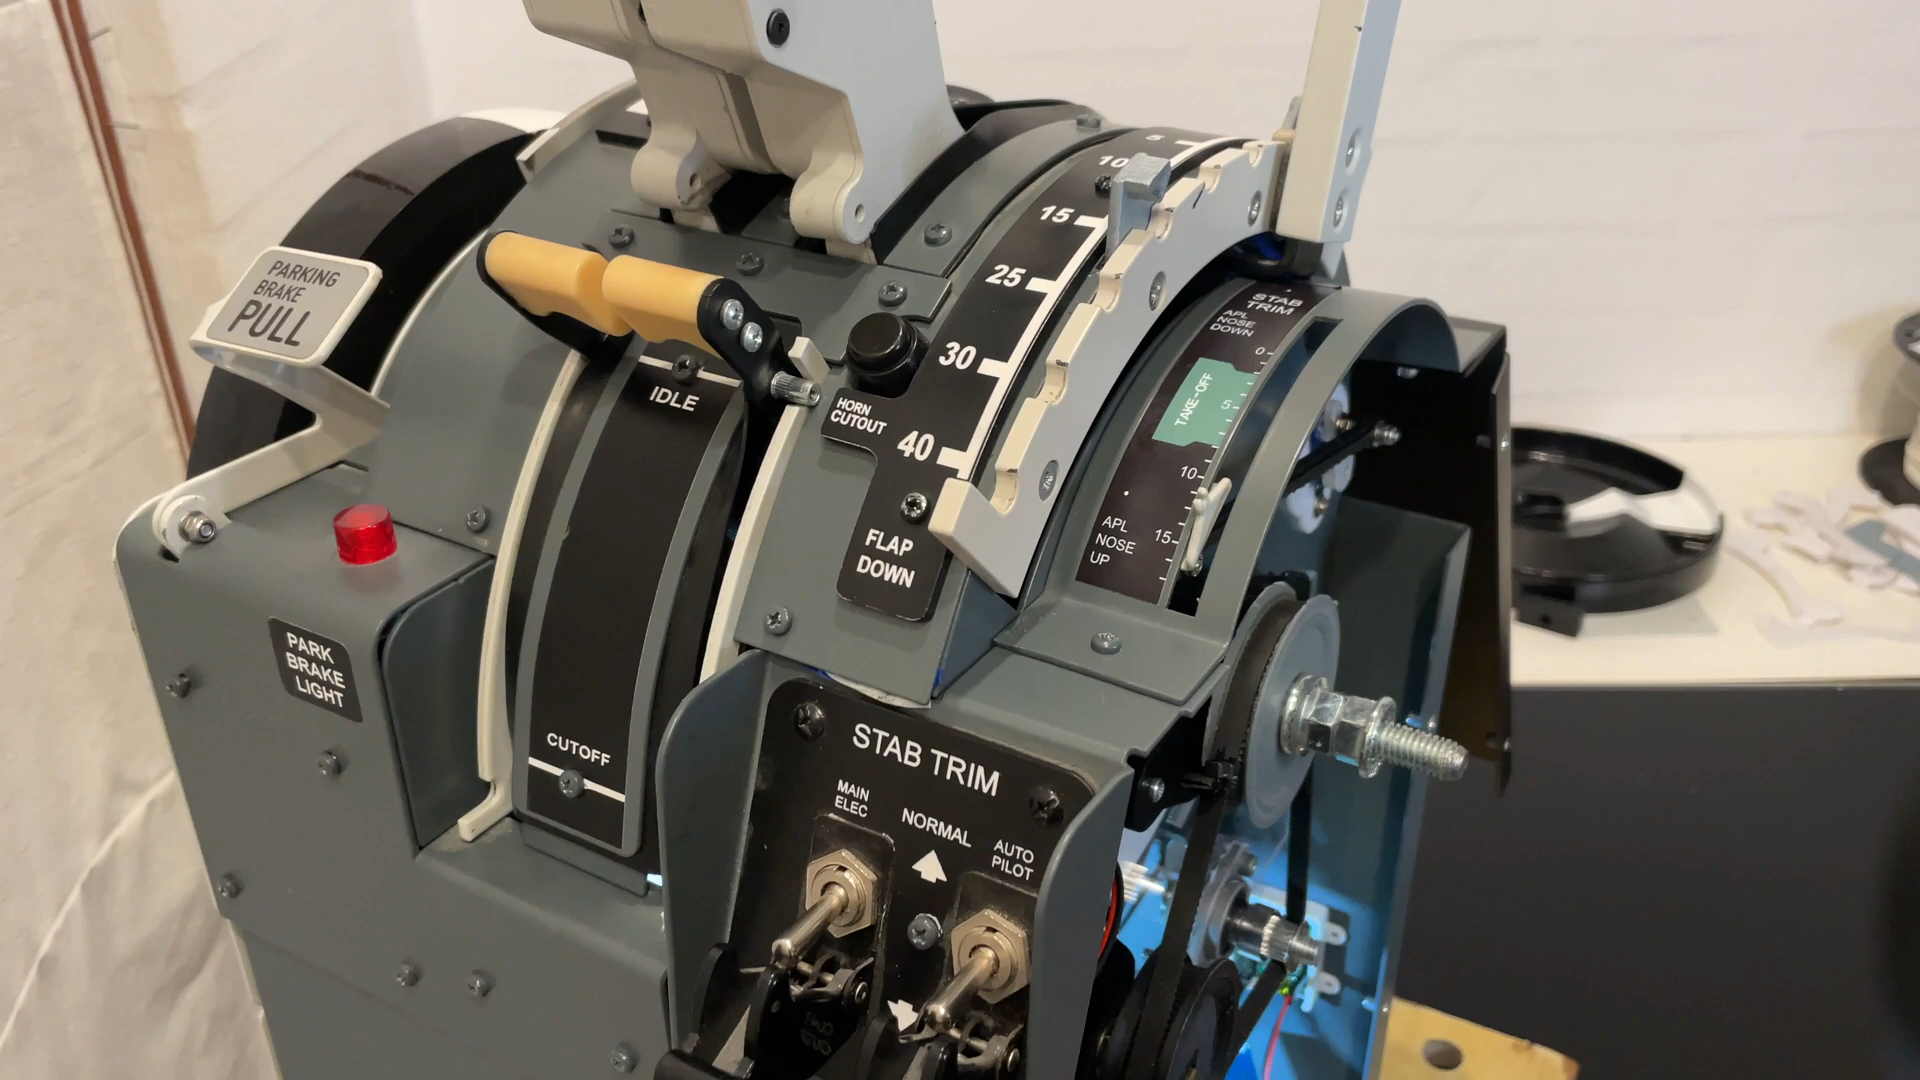 PARKING
BRAKE
PULL
PARK
BRAKE
LIGHT
IDLE
CUTOFF
HORN
CUTOUT
5
10
15
25
30
40
FLAP
DOWN
STAB
TRIM
APL
NOSE
DOWN
0
TAKE-OFF
5
10
15
APL
NOSE
UP
STAB TRIM
MAIN
ELEC
NORMAL
AUTO
PILOT